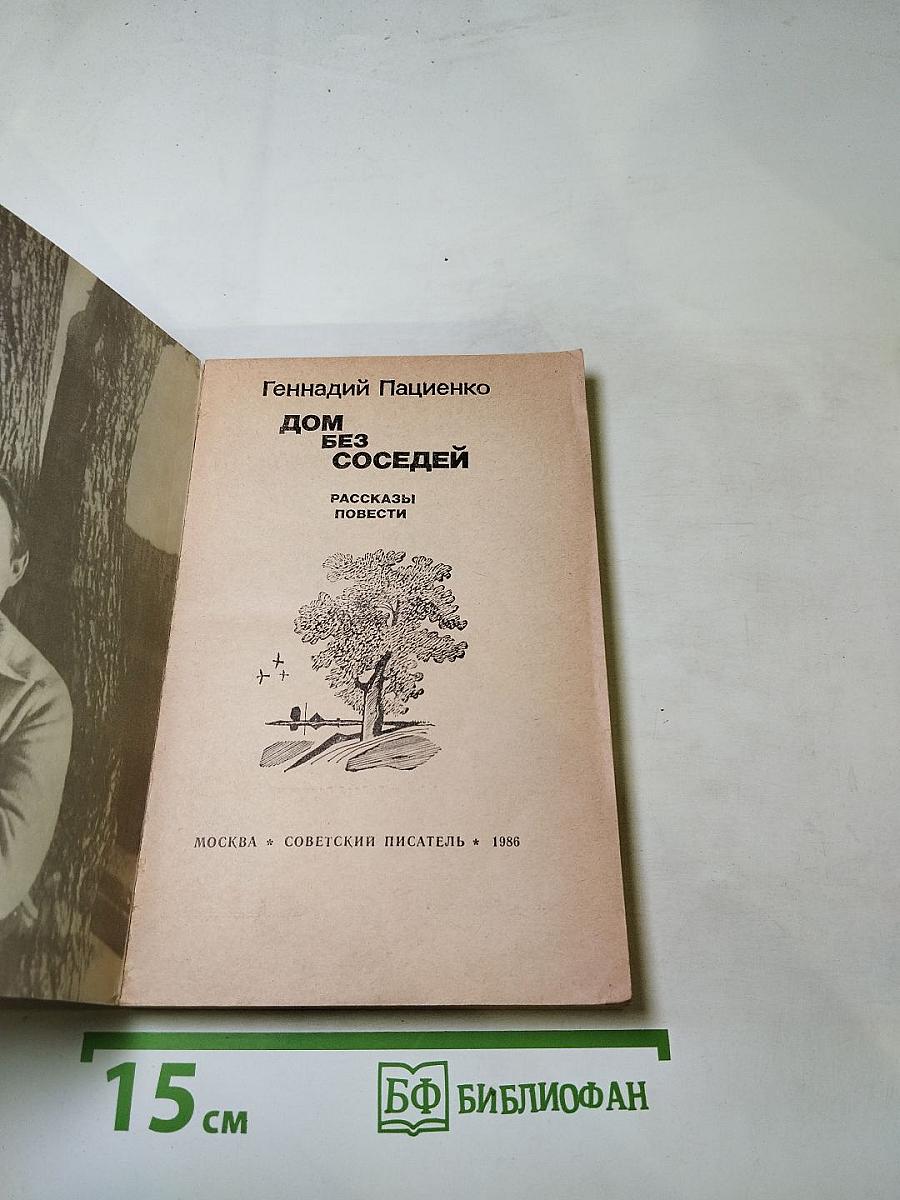 Геннадий Пациенко
ДОМ
БЕЗ
СОСЕДЕЙ
РАССКАЗЫ
ПОВЕСТИ
МОСКВА * СОВЕТСКИЙ ПИСАТЕЛЬ * 1986
15 см
БФ БИБЛИОФАН